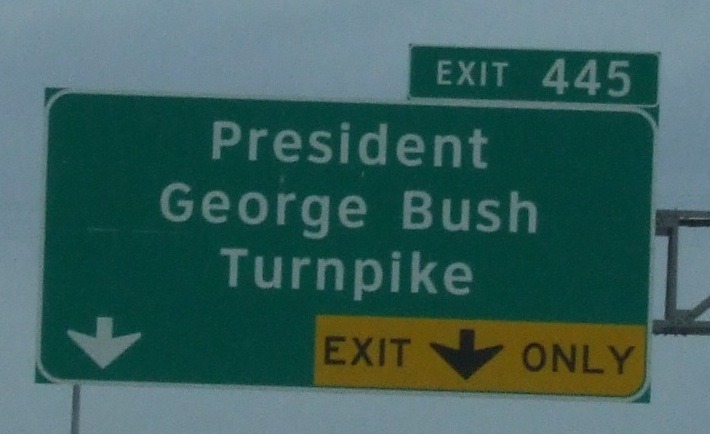 EXIT 445
President
George Bush
Turnpike
EXIT ONLY